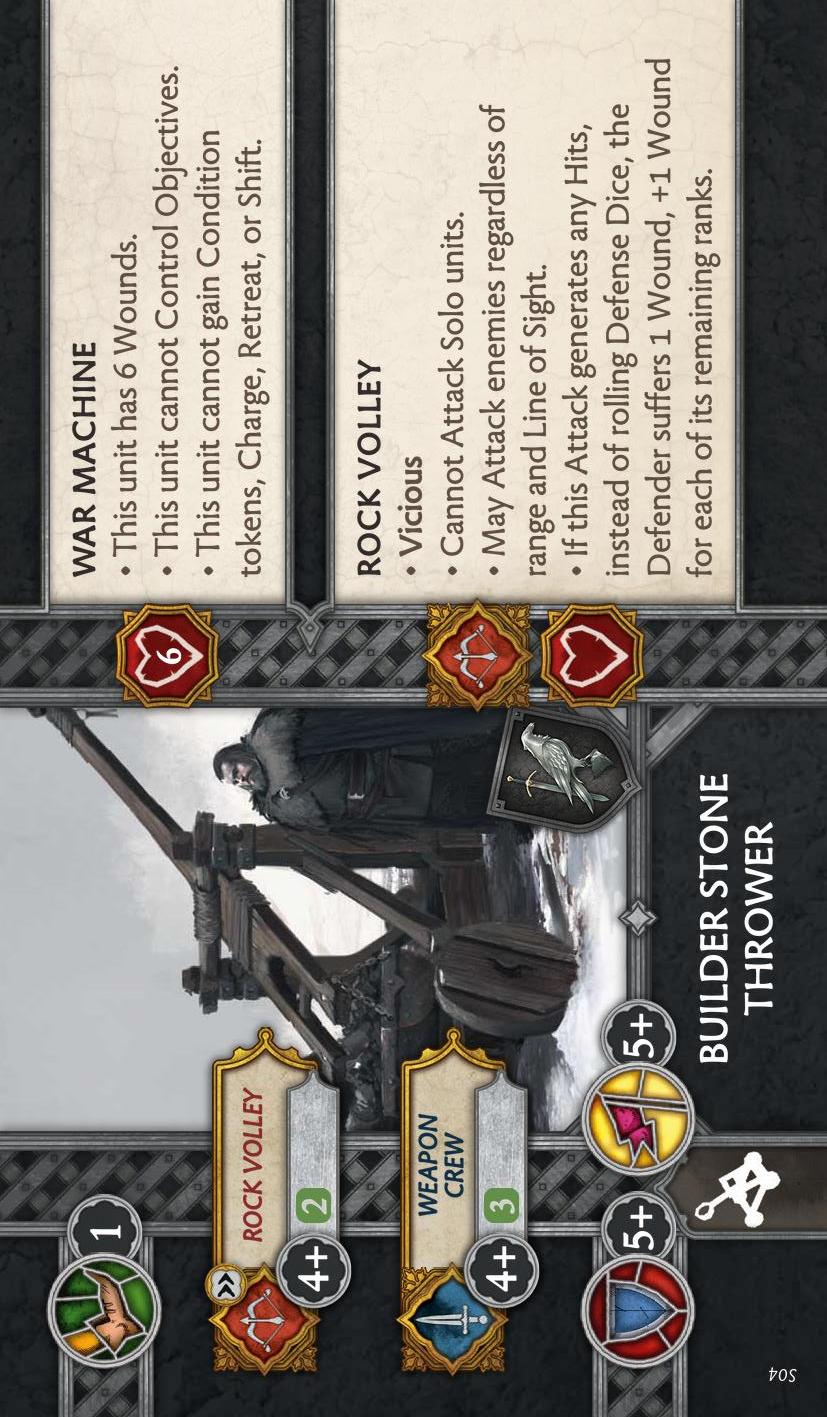 1
ROCK VOLLEY
4+
2
WEAPON
CREW
4+
3
5+
5+
BUILDER STONE
THROWER
S04
6
WAR MACHINE
• This unit has 6 Wounds.
• This unit cannot Control Objectives.
• This unit cannot gain Condition
tokens, Charge, Retreat, or Shift.
ROCK VOLLEY
• Vicious
• Cannot Attack Solo units.
• May Attack enemies regardless of
range and Line of Sight.
• If this Attack generates any Hits,
instead of rolling Defense Dice, the
Defender suffers 1 Wound, +1 Wound
for each of its remaining ranks.